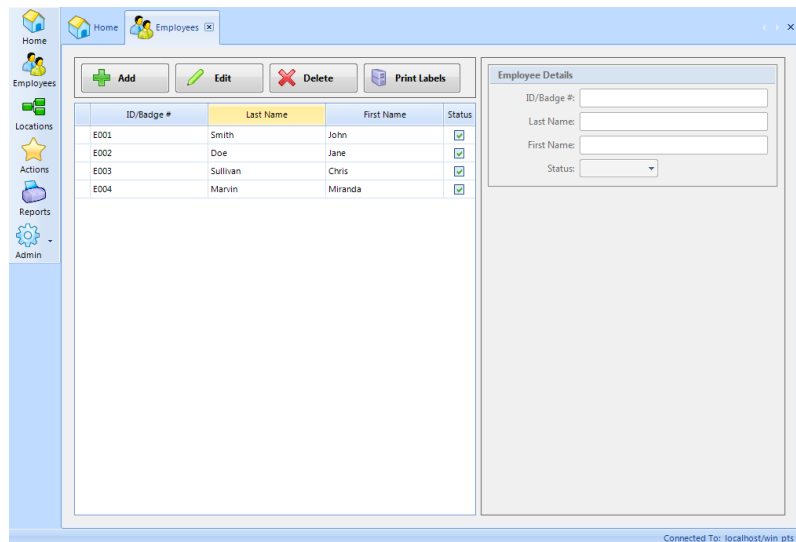 Home
Employees
Locations
Actions
Reports
Admin
Home Employees
Add Edit Delete Print Labels
ID/Badge # Last Name First Name Status
E001 Smith John
E002 Doe Jane
E003 Sullivan Chris
E004 Marvin Miranda
Employee Details
ID/Badge #:
Last Name:
First Name:
Status:
Connected To: localhost/win_pts